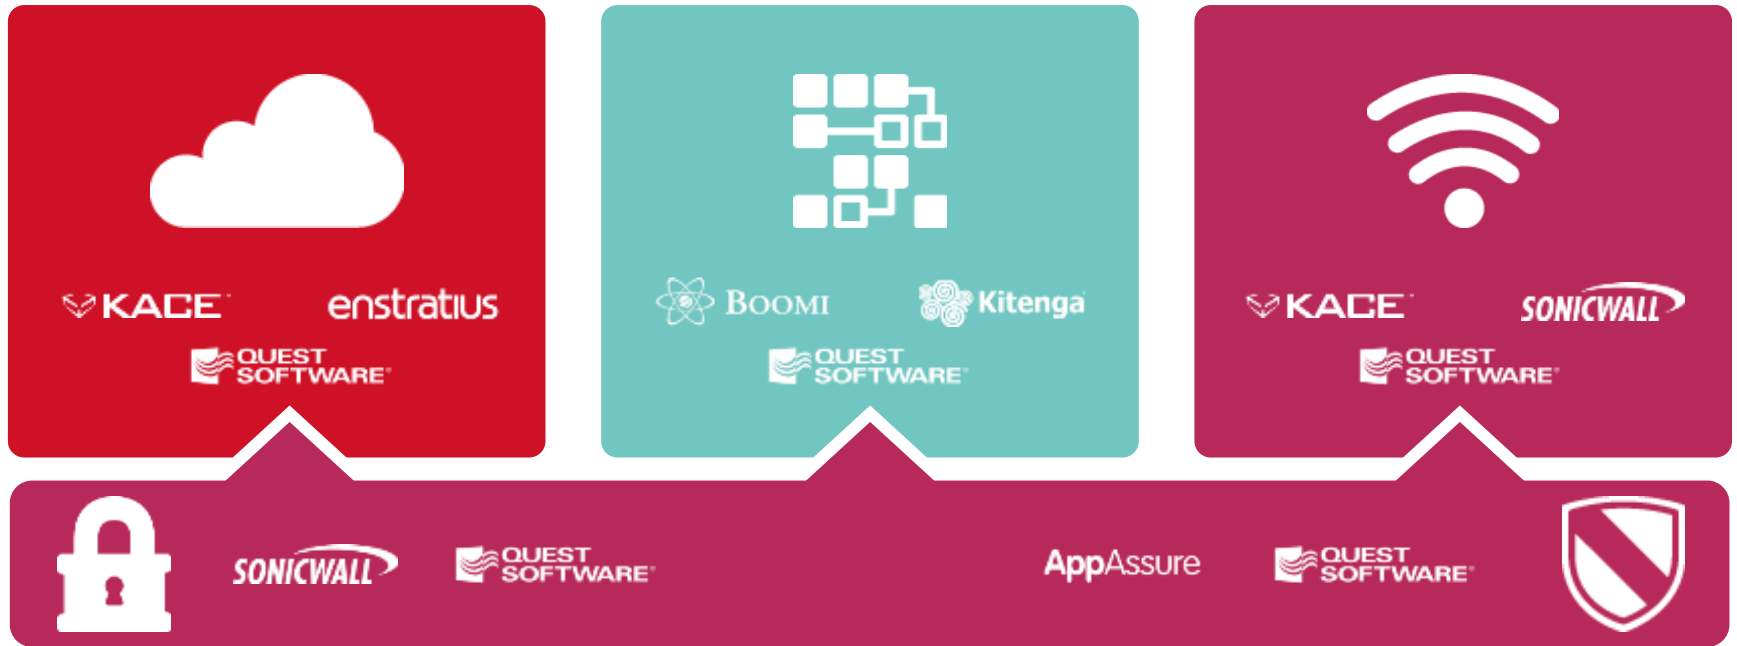 KACE
enstratius
QUEST
SOFTWARE®
BOOMI
Kitenga
QUEST
SOFTWARE®
KACE
SONICWALL
QUEST
SOFTWARE®
SONICWALL
QUEST
SOFTWARE®
AppAssure
QUEST
SOFTWARE®